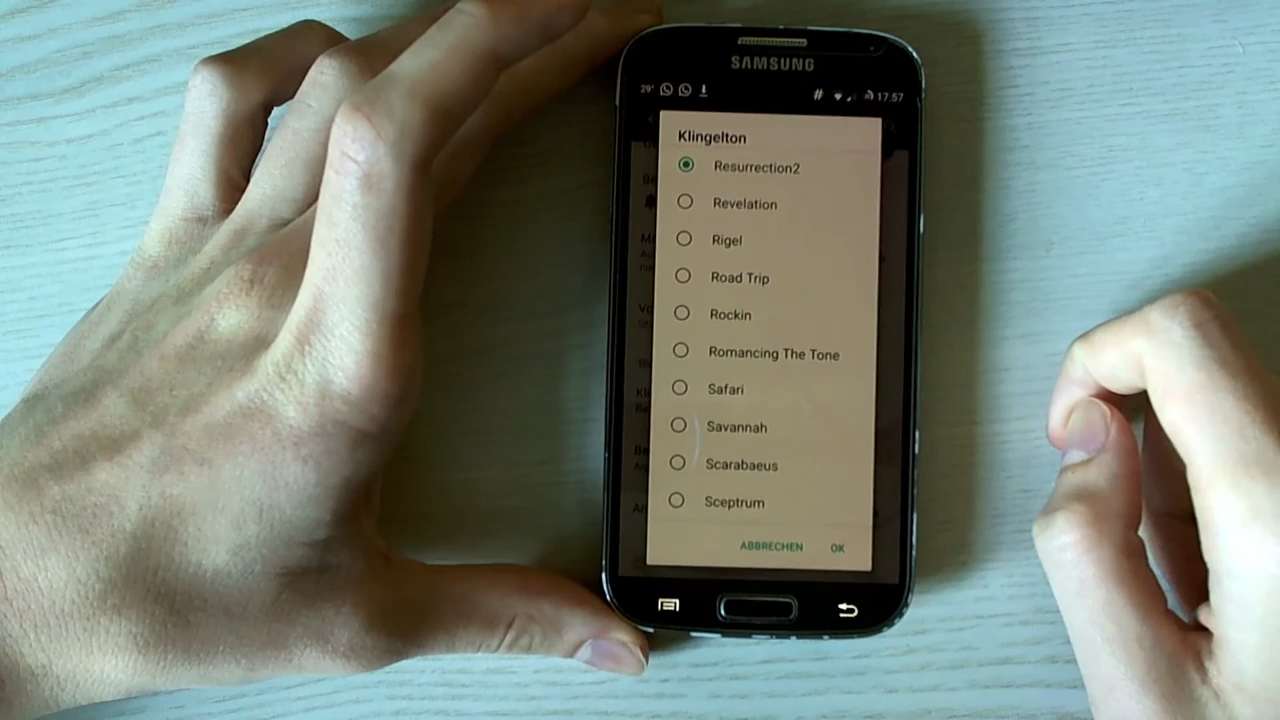 SAMSUNG
29° # 17:57
Klingelton
Resurrection2
Revelation
Rigel
Road Trip
Rockin
Romancing The Tone
Safari
Savannah
Scarabaeus
Sceptrum
ABBRECHEN OK